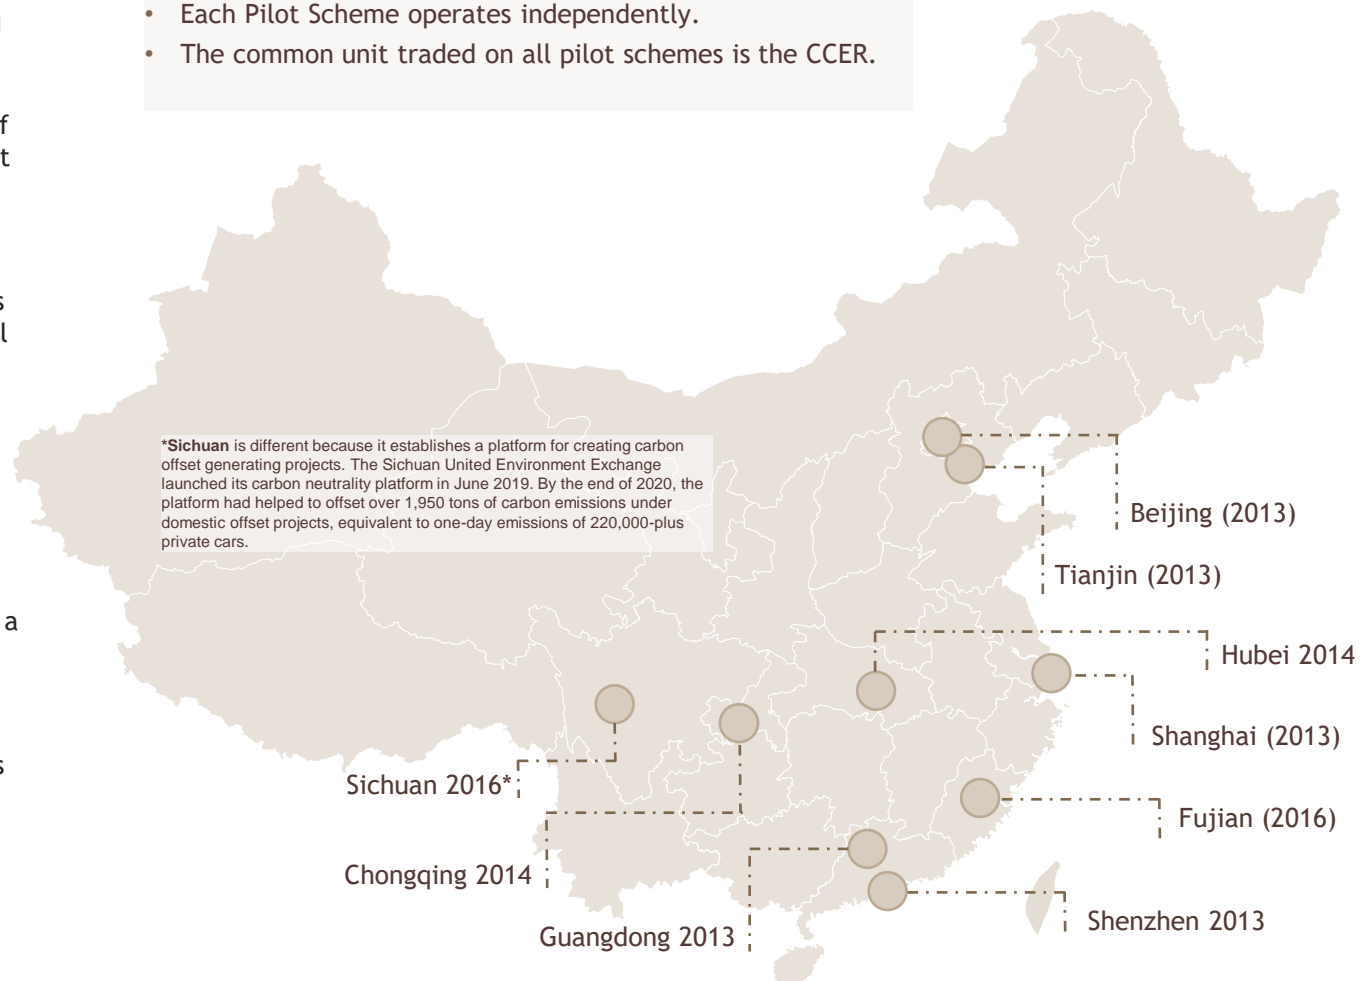 • Each Pilot Scheme operates independently.
• The common unit traded on all pilot schemes is the CCER.
f
t
s
l
a
s
*Sichuan is different because it establishes a platform for creating carbon
offset generating projects. The Sichuan United Environment Exchange
launched its carbon neutrality platform in June 2019. By the end of 2020, the
platform had helped to offset over 1,950 tons of carbon emissions under
domestic offset projects, equivalent to one-day emissions of 220,000-plus
private cars.
Beijing (2013)
Tianjin (2013)
Hubei 2014
Shanghai (2013)
Sichuan 2016*
Fujian (2016)
Chongqing 2014
Shenzhen 2013
Guangdong 2013